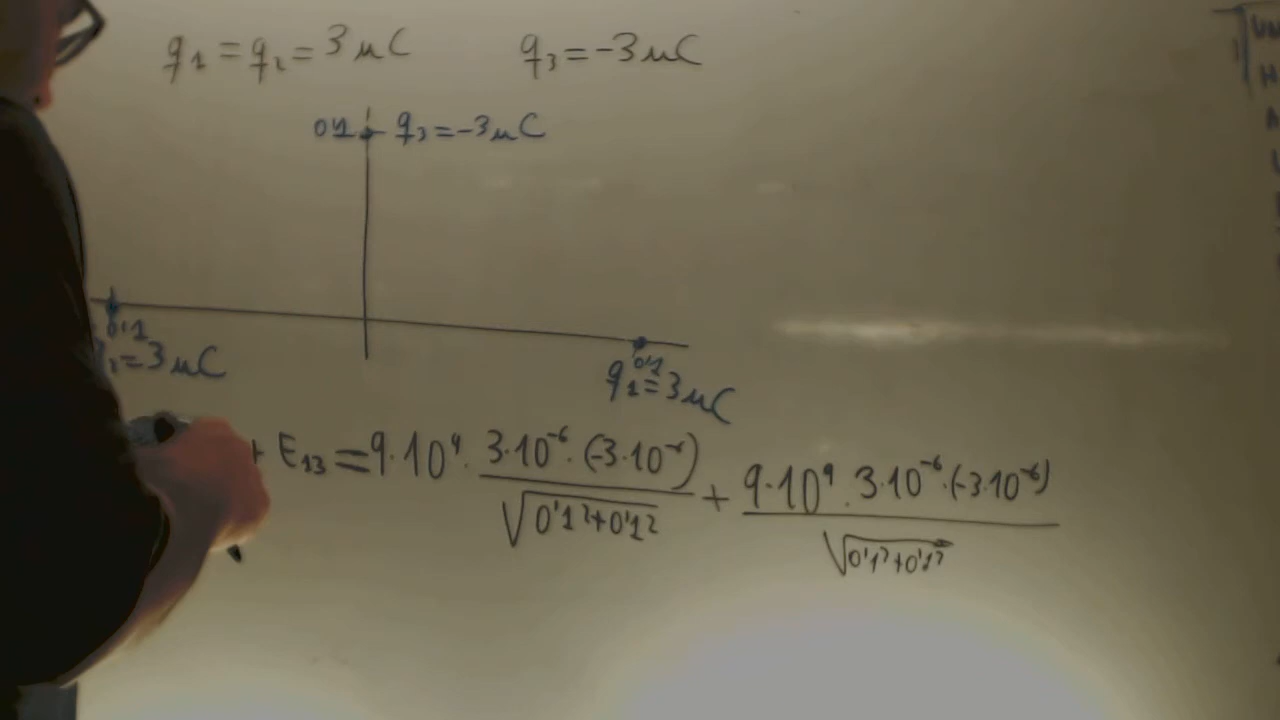 q₁ = q₂ = 3 μC q₃ = -3 μC
0'1 q₃ = -3 μC
0'1
= 3 μC
0'1
q₁ = 3 μC
+ E₁₃ = 9·10⁹ · 3·10⁻⁶ · (-3·10⁻⁶) / √(0'1² + 0'1²) + 9·10⁹ · 3·10⁻⁶ · (-3·10⁻⁶) / √(0'1² + 0'1²)